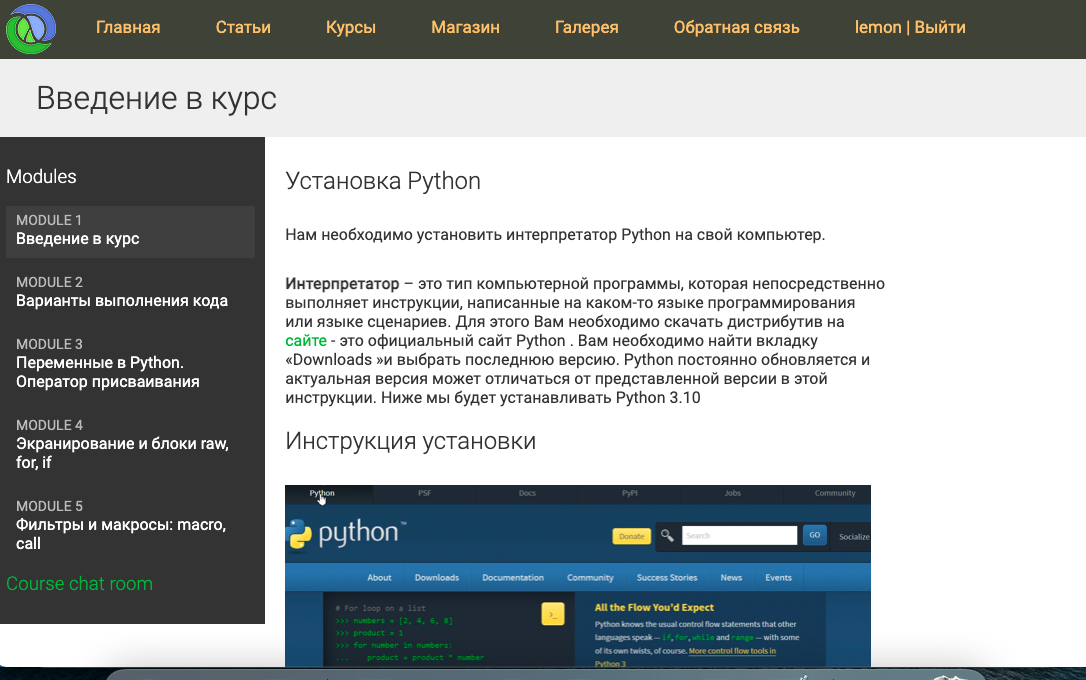 Главная Статьи Курсы Магазин Галерея Обратная связь lemon | Выйти
Введение в курс
Modules
MODULE 1
Введение в курс
MODULE 2
Варианты выполнения кода
MODULE 3
Переменные в Python.
Оператор присваивания
MODULE 4
Экранирование и блоки raw,
for, if
MODULE 5
Фильтры и макросы: macro,
call
Course chat room
Установка Python
Нам необходимо установить интерпретатор Python на свой компьютер.
Интерпретатор – это тип компьютерной программы, которая непосредственно
выполняет инструкции, написанные на каком-то языке программирования
или языке сценариев. Для этого Вам необходимо скачать дистрибутив на
сайте - это официальный сайт Python . Вам необходимо найти вкладку
«Downloads »и выбрать последнюю версию. Python постоянно обновляется и
актуальная версия может отличаться от представленной версии в этой
инструкции. Ниже мы будет устанавливать Python 3.10
Инструкция установки
Python PSF Docs PyPI Jobs Community
python™ Donate Search GO Socialize
About Downloads Documentation Community Success Stories News Events
# For loop on a list
>>> numbers = [2, 4, 6, 8]
>>> product = 1
>>> for number in numbers:
... product = product * number
>_
All the Flow You'd Expect
Python knows the usual control flow statements that other
languages speak — if, for, while and range — with some
of its own twists, of course. More control flow tools in
Python 3